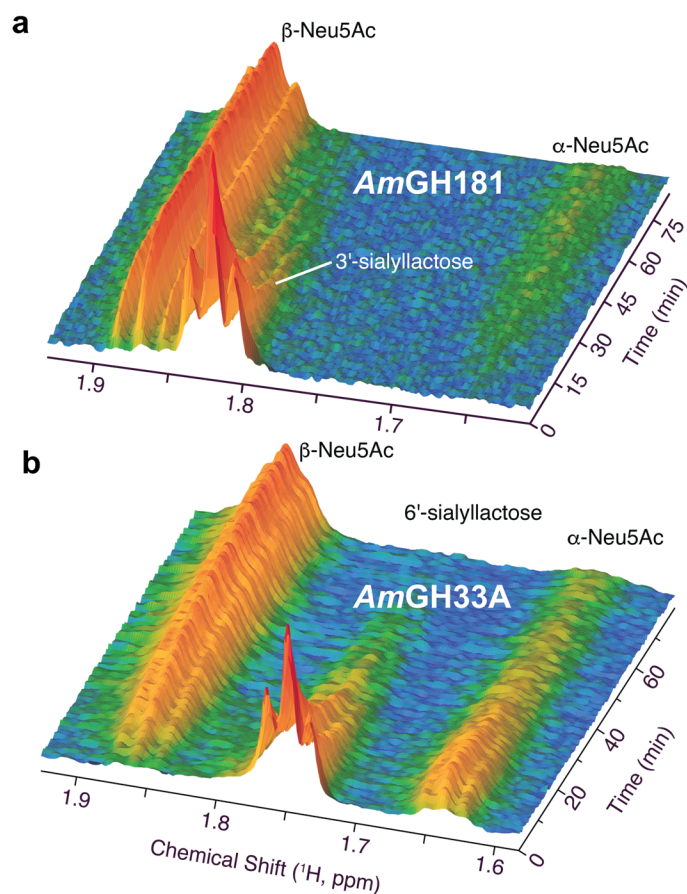 a
β-Neu5Ac
α-Neu5Ac
AmGH181
3'-sialyllactose
75
60
45
30
15
0
Time (min)
1.9
1.8
1.7
b
β-Neu5Ac
6'-sialyllactose
α-Neu5Ac
AmGH33A
60
40
20
0
Time (min)
1.9
1.8
1.7
1.6
Chemical Shift (¹H, ppm)